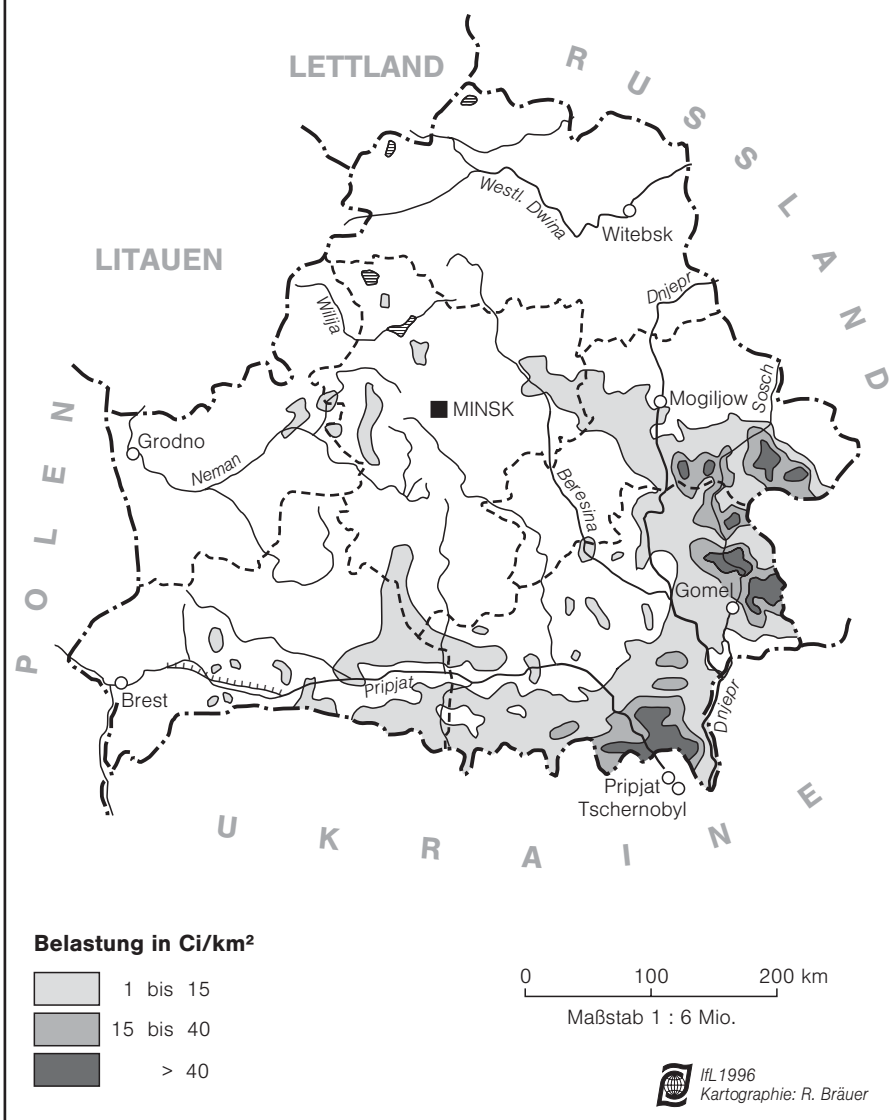 LETTLAND
RUSSLAND
Westl. Dwina
Witebsk
LITAUEN
Wilija
Dnjepr
MINSK
Mogiljow
Sosch
POLEN
Grodno
Neman
Beresina
Gomel
Brest
Pripjat
Dnjepr
Pripjat
Tschernobyl
UKRAINE
Belastung in Ci/km²
1 bis 15
15 bis 40
> 40
0 100 200 km
Maßstab 1 : 6 Mio.
IfL1996
Kartographie: R. Bräuer